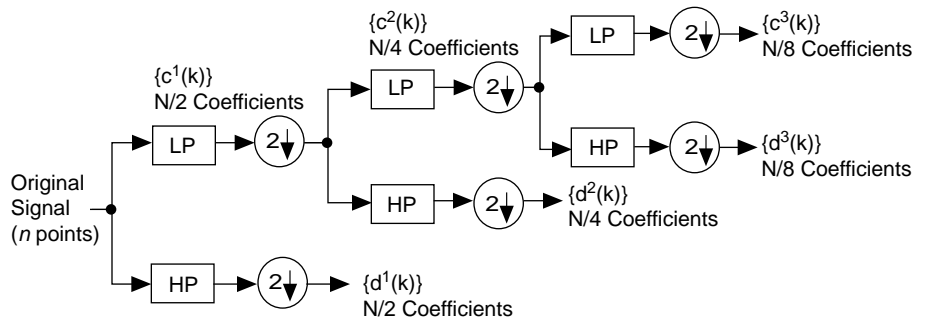 {c²(k)}
N/4 Coefficients
LP
2
{c³(k)}
N/8 Coefficients
{c¹(k)}
N/2 Coefficients
LP
2
LP
2
HP
2
{d³(k)}
N/8 Coefficients
Original
Signal
(n points)
HP
2
{d²(k)}
N/4 Coefficients
HP
2
{d¹(k)}
N/2 Coefficients